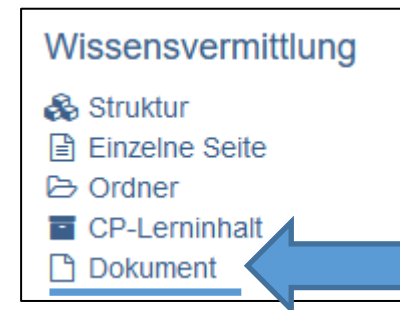 Wissensvermittlung
Struktur
Einzelne Seite
Ordner
CP-Lerninhalt
Dokument